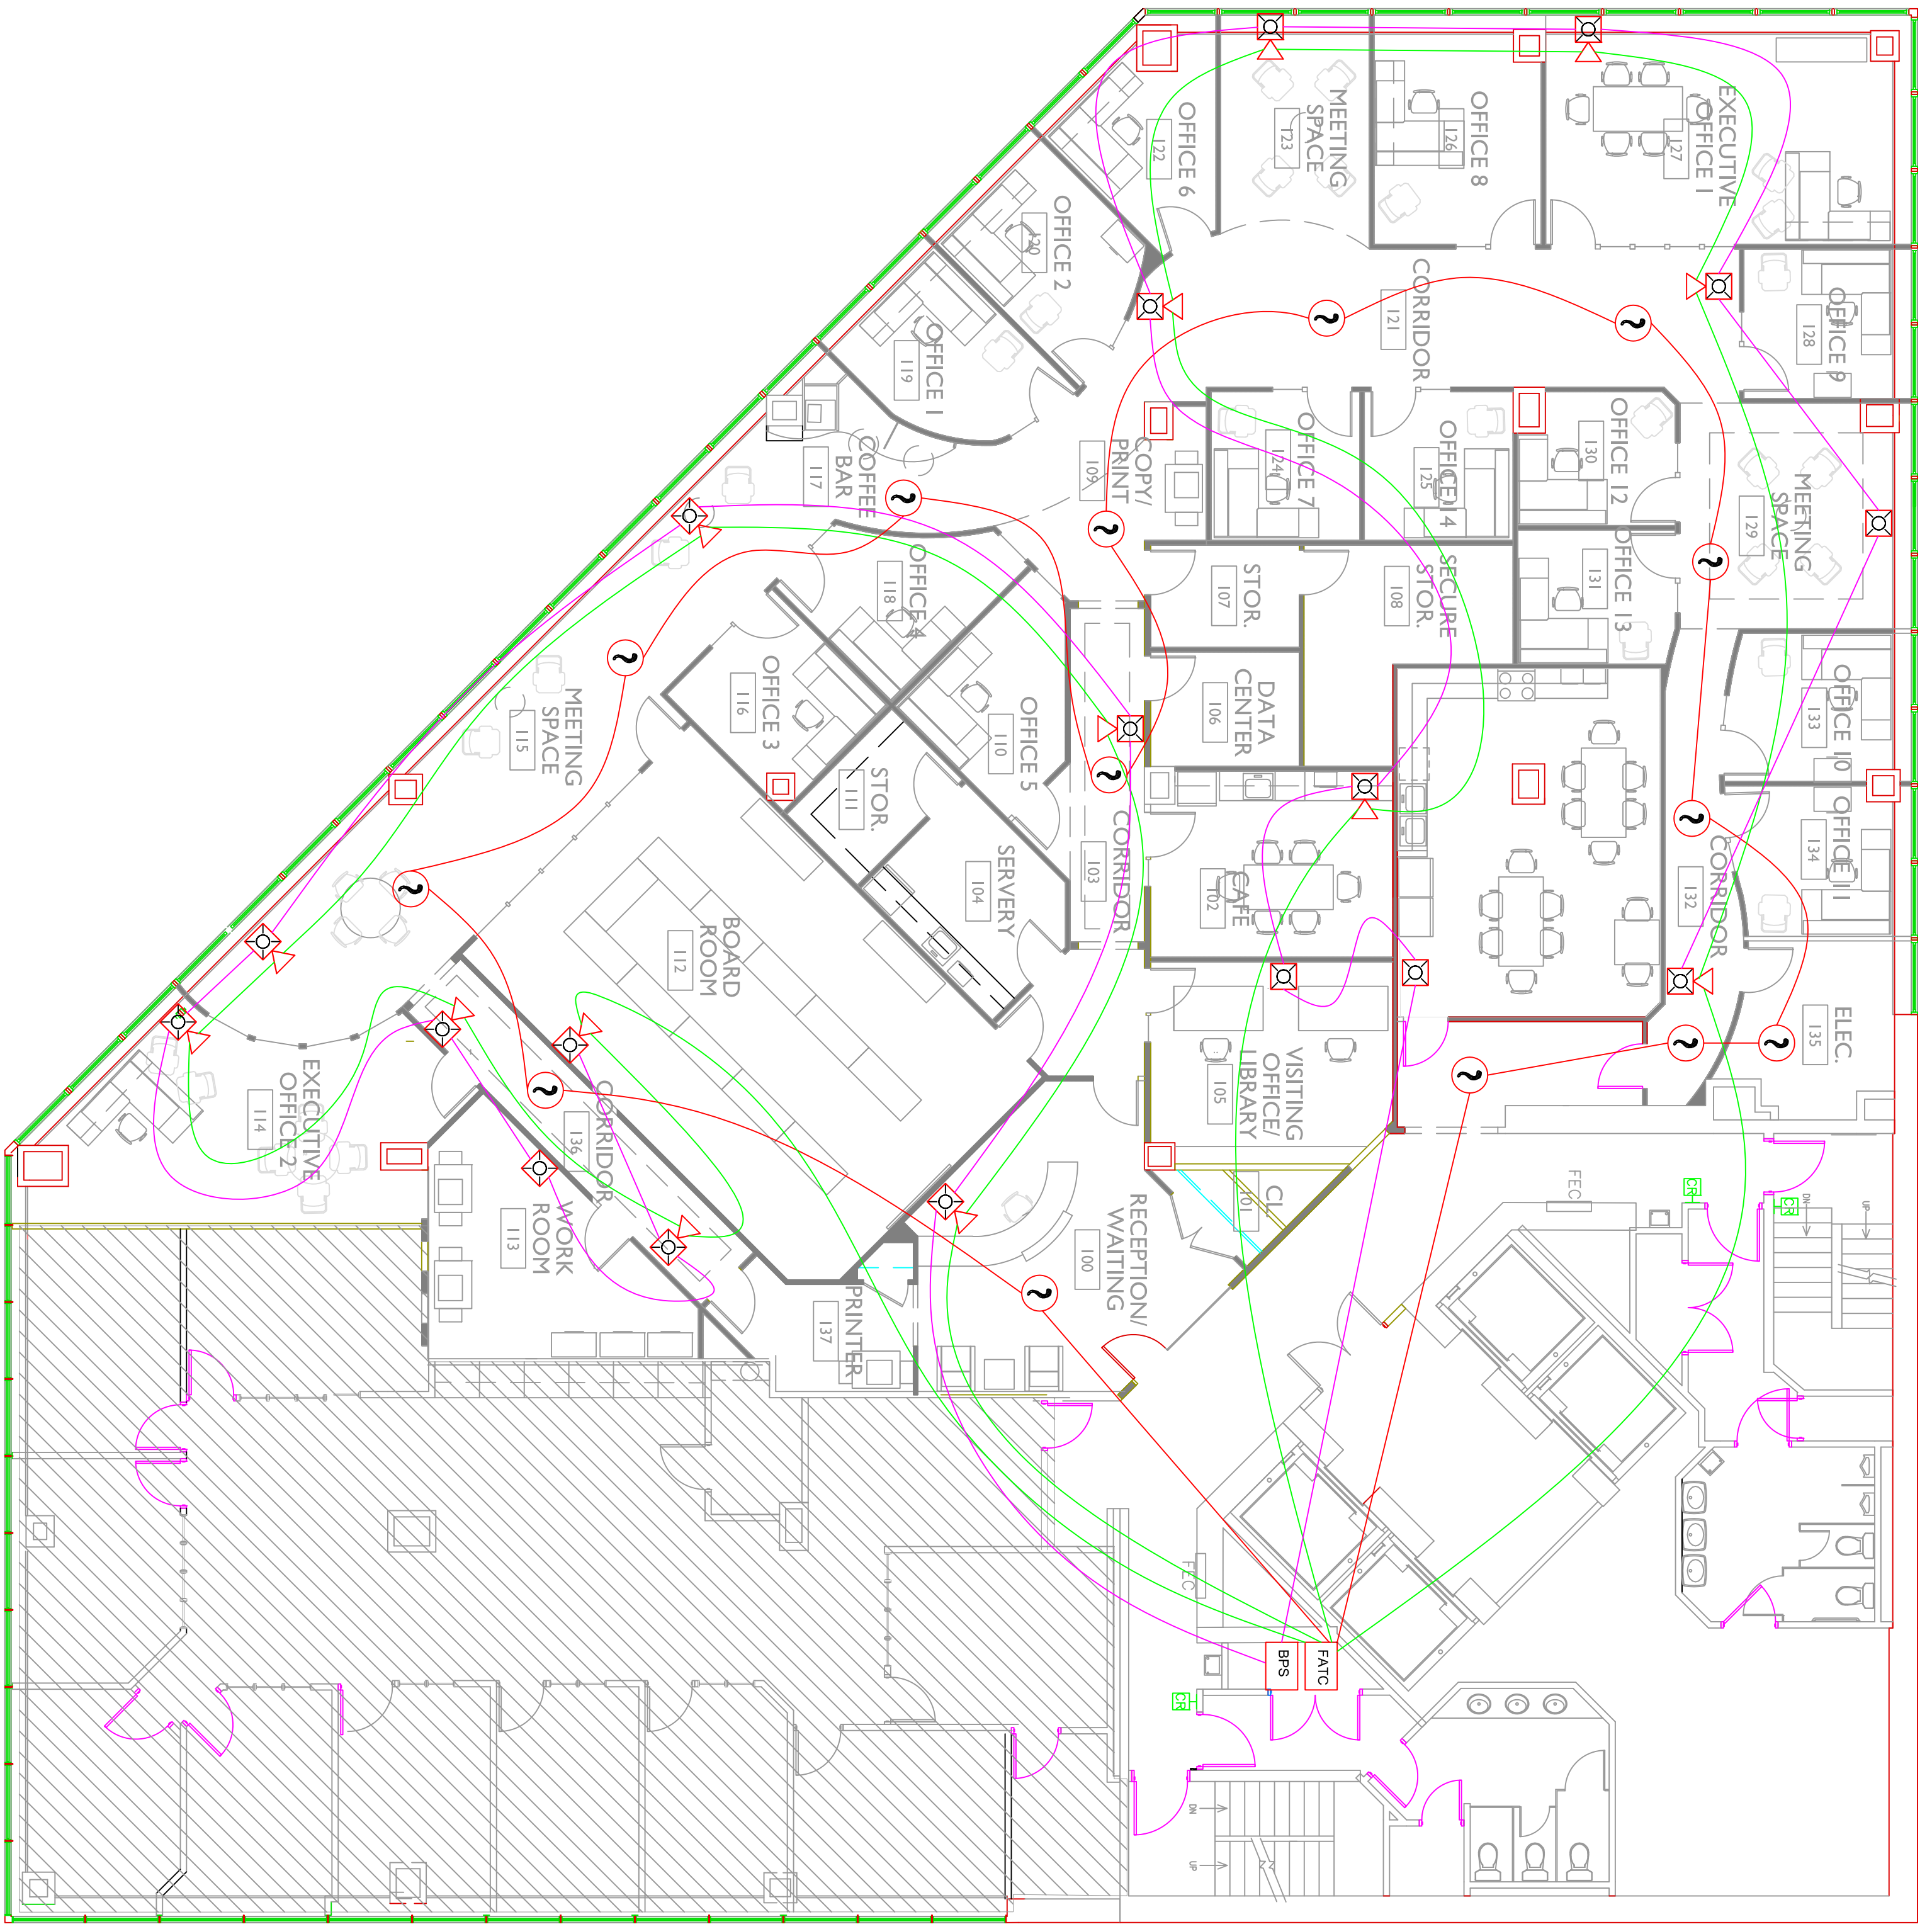 EXECUTIVE
OFFICE 1
127
OFFICE 8
126
MEETING
SPACE
123
OFFICE 6
122
OFFICE 2
120
OFFICE 1
119
OFFICE 9
128
CORRIDOR
121
MEETING
SPACE
129
OFFICE 12
130
OFFICE 14
125
OFFICE 7
124
COPY/
PRINT
109
COFFEE
BAR
117
OFFICE 13
131
SECURE
STOR.
108
STOR.
107
OFFICE 4
118
OFFICE 10
133
DATA
CENTER
106
OFFICE 5
110
OFFICE 3
116
MEETING
SPACE
115
STOR.
111
OFFICE 11
134
CORRIDOR
132
CORRIDOR
103
CAFE
102
SERVERY
104
BOARD
ROOM
112
ELEC.
135
VISITING
OFFICE/
LIBRARY
105
CORRIDOR
136
EXECUTIVE
OFFICE 2
114
CL.
101
RECEPTION/
WAITING
100
WORK
ROOM
113
PRINTER
137
FEC
CR
CR
DN
UP
FEC
FATC
BPS
CR
DN
UP